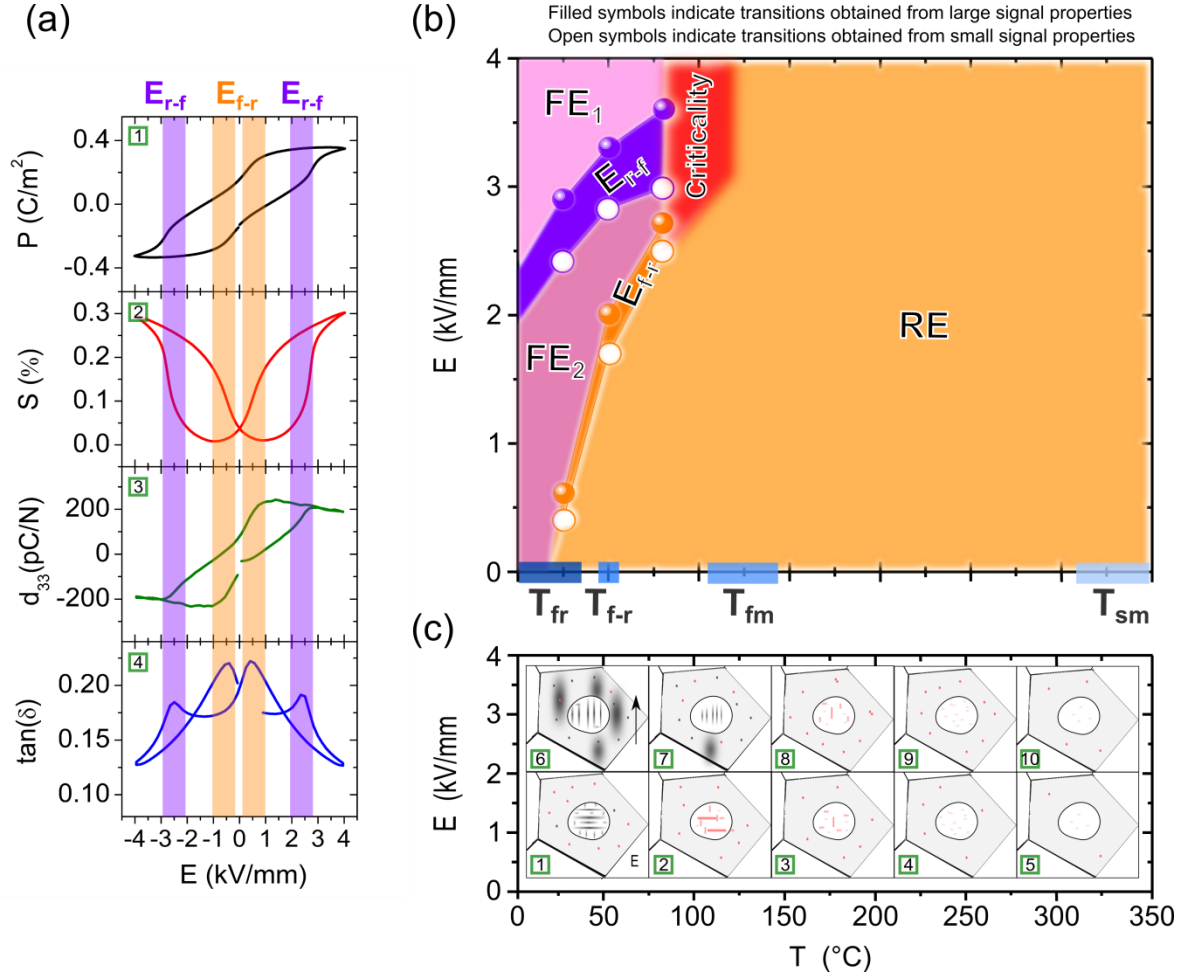 (a)
E_r-f E_f-r E_r-f
1
0.4
0.0
-0.4
P (C/m²)
2
0.3
0.2
0.1
0.0
S (%)
3
200
0
-200
d₃₃(pC/N)
4
0.20
0.15
0.10
tan(δ)
-4 -3 -2 -1 0 1 2 3 4
E (kV/mm)
(b)
Filled symbols indicate transitions obtained from large signal properties
Open symbols indicate transitions obtained from small signal properties
4
3
2
1
0
E (kV/mm)
FE₁
E_r-f
Criticallity
E_f-r
FE₂
RE
T_fr T_f-r T_fm T_sm
(c)
4
3
2
1
0
E (kV/mm)
6 7 8 9 10
1 E 2 3 4 5
0 50 100 150 200 250 300 350
T (°C)